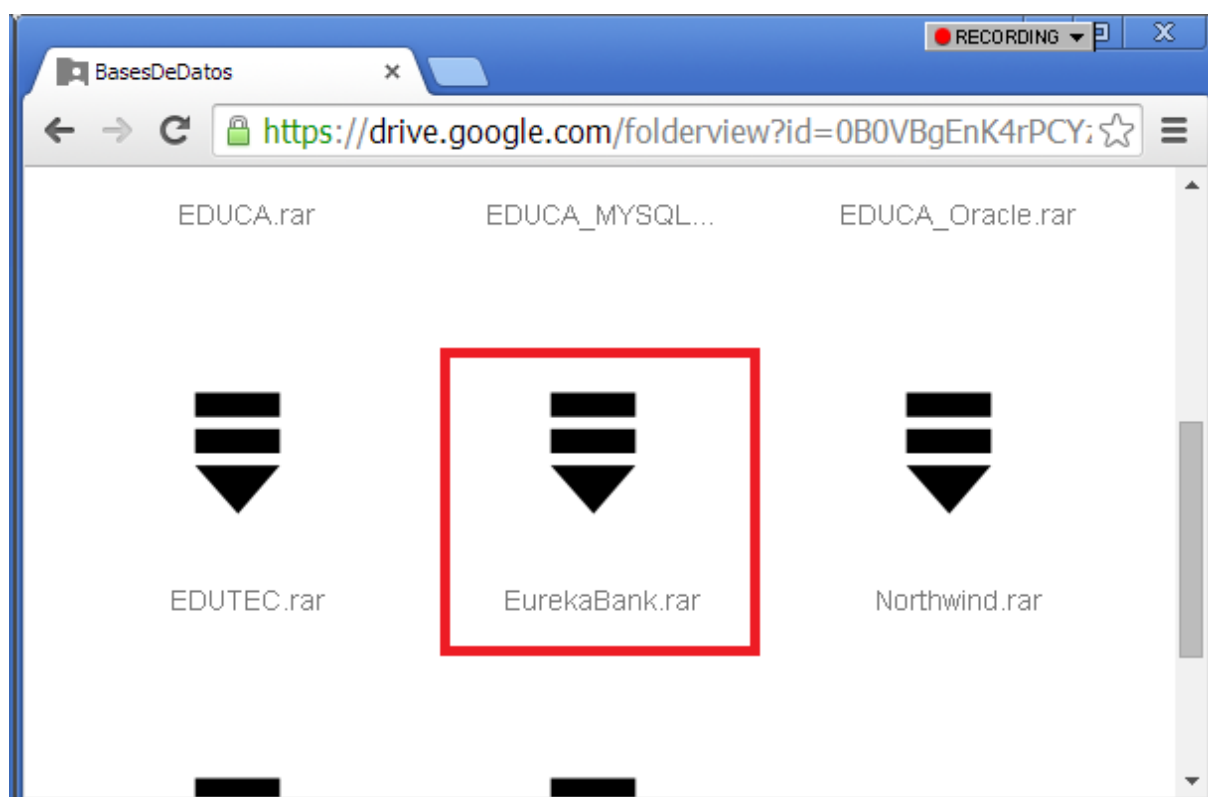 RECORDING
BasesDeDatos
https://drive.google.com/folderview?id=0B0VBgEnK4rPCY
EDUCA.rar EDUCA_MYSQL... EDUCA_Oracle.rar
EDUTEC.rar EurekaBank.rar Northwind.rar